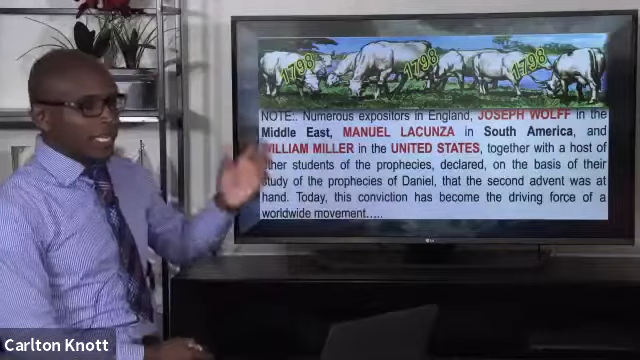 1798 1798 1798
NOTE:. Numerous expositors in England, JOSEPH WOLFF in the
Middle East, MANUEL LACUNZA in South America, and
WILLIAM MILLER in the UNITED STATES, together with a host of
other students of the prophecies, declared, on the basis of their
study of the prophecies of Daniel, that the second advent was at
hand. Today, this conviction has become the driving force of a
worldwide movement.....
LG
Carlton Knott